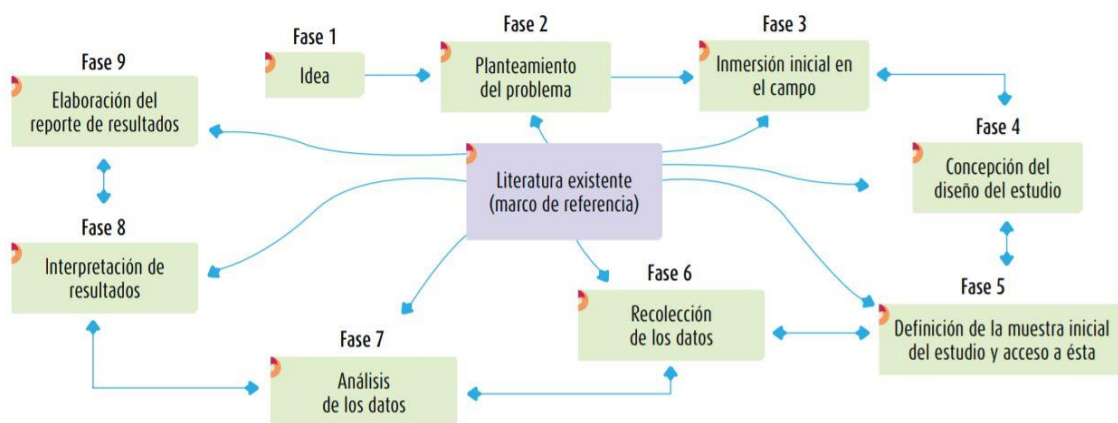 Fase 1
Idea
Fase 2
Planteamiento
del problema
Fase 3
Inmersión inicial en
el campo
Fase 4
Concepción del
diseño del estudio
Fase 5
Definición de la muestra inicial
del estudio y acceso a ésta
Fase 6
Recolección
de los datos
Fase 7
Análisis
de los datos
Fase 8
Interpretación de
resultados
Fase 9
Elaboración del
reporte de resultados
Literatura existente
(marco de referencia)